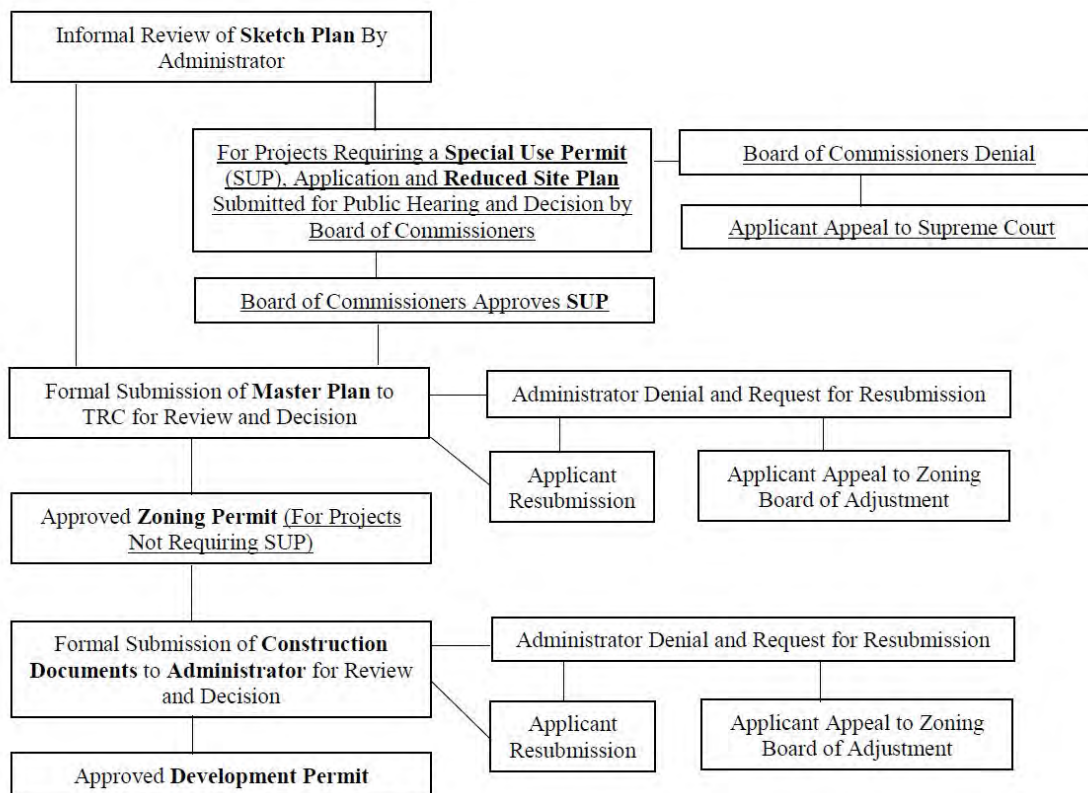 Informal Review of Sketch Plan By
Administrator
For Projects Requiring a Special Use Permit
(SUP), Application and Reduced Site Plan
Submitted for Public Hearing and Decision by
Board of Commissioners
Board of Commissioners Denial
Applicant Appeal to Supreme Court
Board of Commissioners Approves SUP
Formal Submission of Master Plan to
TRC for Review and Decision
Administrator Denial and Request for Resubmission
Applicant
Resubmission
Applicant Appeal to Zoning
Board of Adjustment
Approved Zoning Permit (For Projects
Not Requiring SUP)
Formal Submission of Construction
Documents to Administrator for Review
and Decision
Administrator Denial and Request for Resubmission
Applicant
Resubmission
Applicant Appeal to Zoning
Board of Adjustment
Approved Development Permit